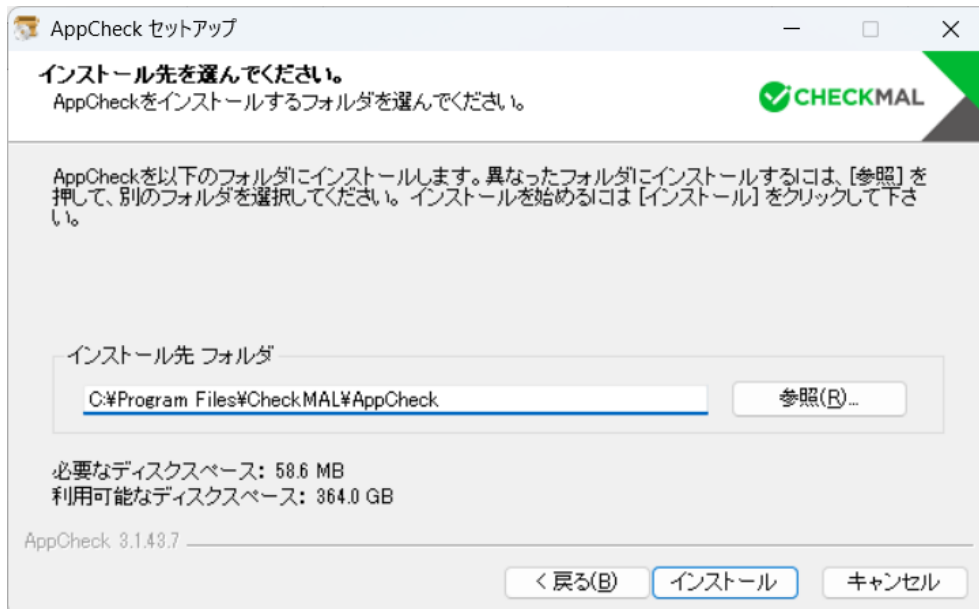 AppCheck セットアップ
インストール先を選んでください。
AppCheckをインストールするフォルダを選んでください。
CHECKMAL
AppCheckを以下のフォルダにインストールします。異なったフォルダにインストールするには、[参照] を
押して、別のフォルダを選択してください。インストールを始めるには [インストール] をクリックして下さ
い。
インストール先 フォルダ
C:¥Program Files¥CheckMAL¥AppCheck
参照(R)...
必要なディスクスペース: 58.6 MB
利用可能なディスクスペース: 364.0 GB
AppCheck 3.1.43.7
< 戻る(B)
インストール
キャンセル